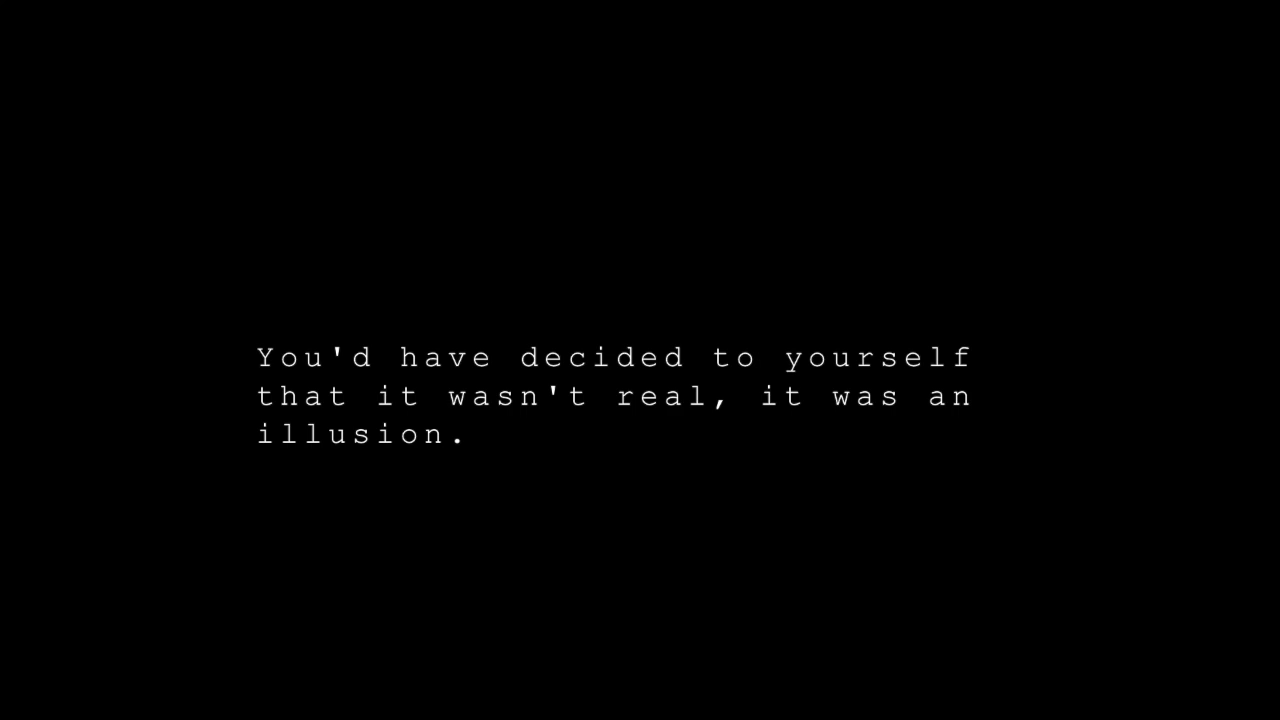 You'd have decided to yourself
that it wasn't real, it was an
illusion.